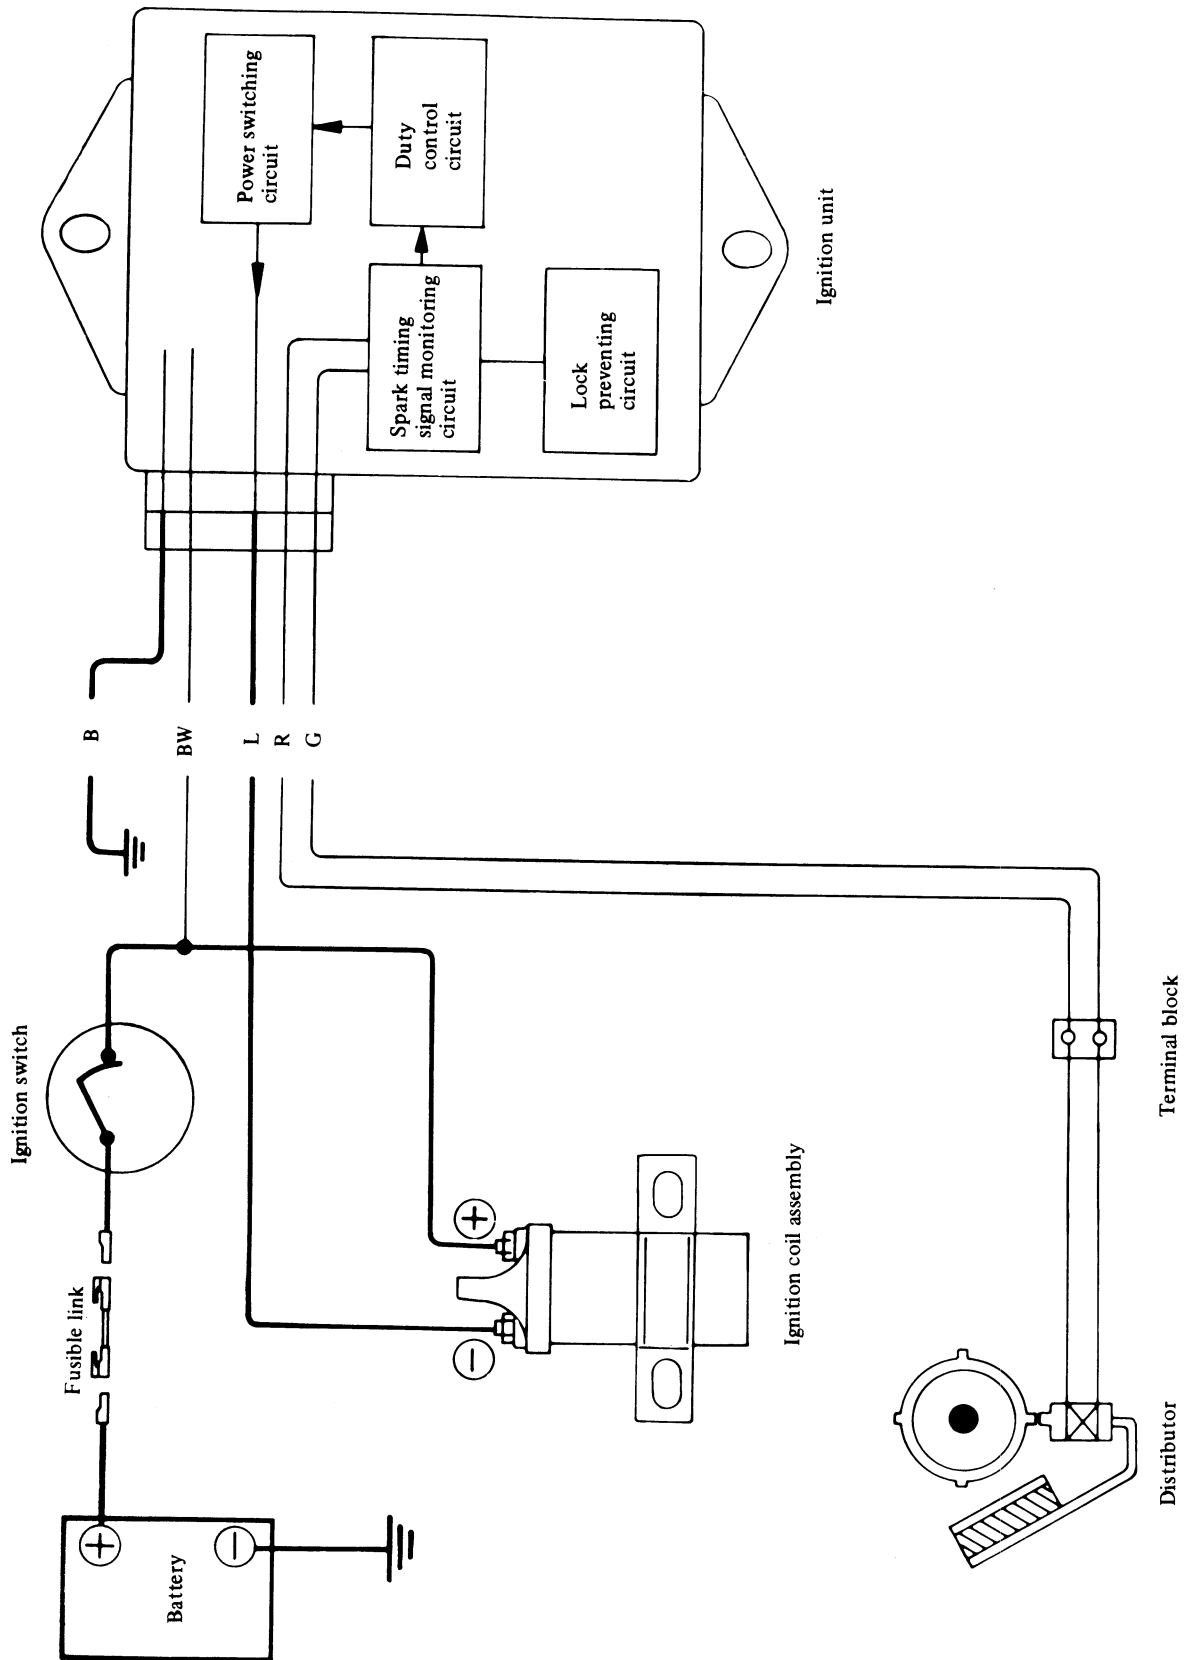 Power switching
circuit
Duty
control
circuit
Spark timing
signal monitoring
circuit
Lock
preventing
circuit
Ignition unit
B
BW
L
R
G
Ignition switch
Fusible link
+
−
Battery
+
−
Ignition coil assembly
Terminal block
Distributor